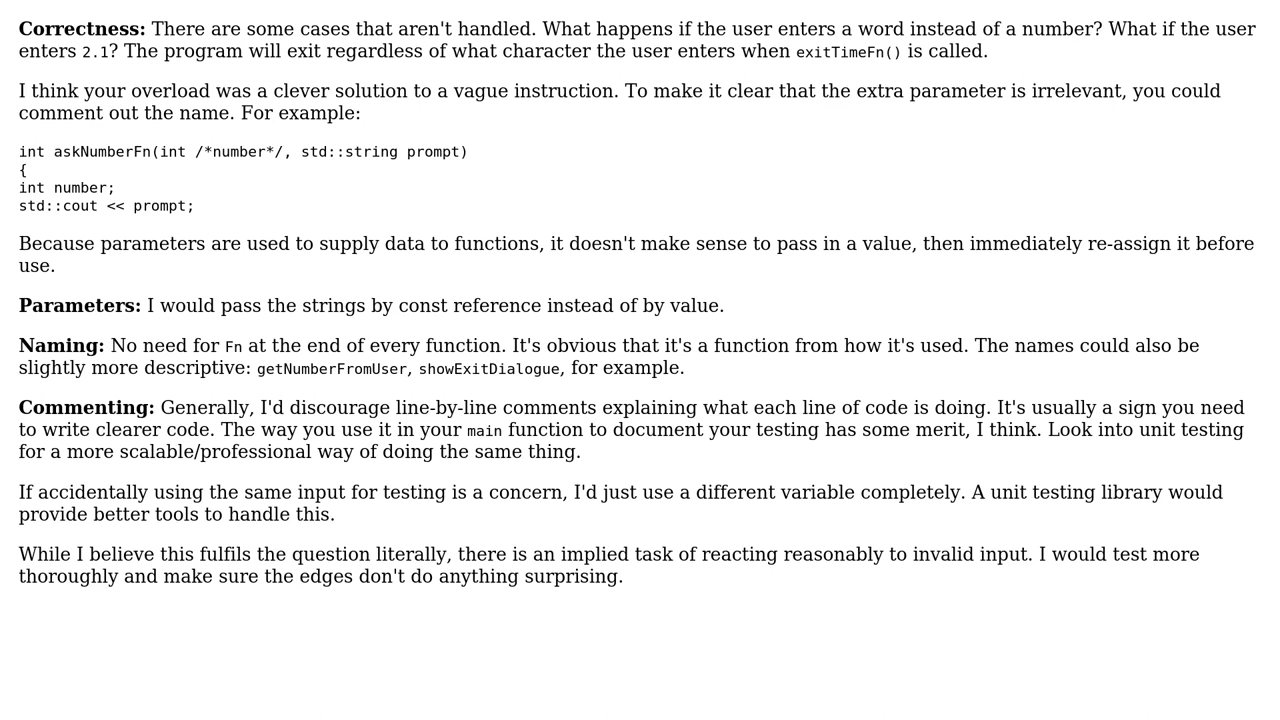 Correctness: There are some cases that aren't handled. What happens if the user enters a word instead of a number? What if the user
enters 2.1? The program will exit regardless of what character the user enters when exitTimeFn() is called.
I think your overload was a clever solution to a vague instruction. To make it clear that the extra parameter is irrelevant, you could
comment out the name. For example:
int askNumberFn(int /*number*/, std::string prompt)
{
int number;
std::cout << prompt;
Because parameters are used to supply data to functions, it doesn't make sense to pass in a value, then immediately re-assign it before
use.
Parameters: I would pass the strings by const reference instead of by value.
Naming: No need for Fn at the end of every function. It's obvious that it's a function from how it's used. The names could also be
slightly more descriptive: getNumberFromUser, showExitDialogue, for example.
Commenting: Generally, I'd discourage line-by-line comments explaining what each line of code is doing. It's usually a sign you need
to write clearer code. The way you use it in your main function to document your testing has some merit, I think. Look into unit testing
for a more scalable/professional way of doing the same thing.
If accidentally using the same input for testing is a concern, I'd just use a different variable completely. A unit testing library would
provide better tools to handle this.
While I believe this fulfils the question literally, there is an implied task of reacting reasonably to invalid input. I would test more
thoroughly and make sure the edges don't do anything surprising.